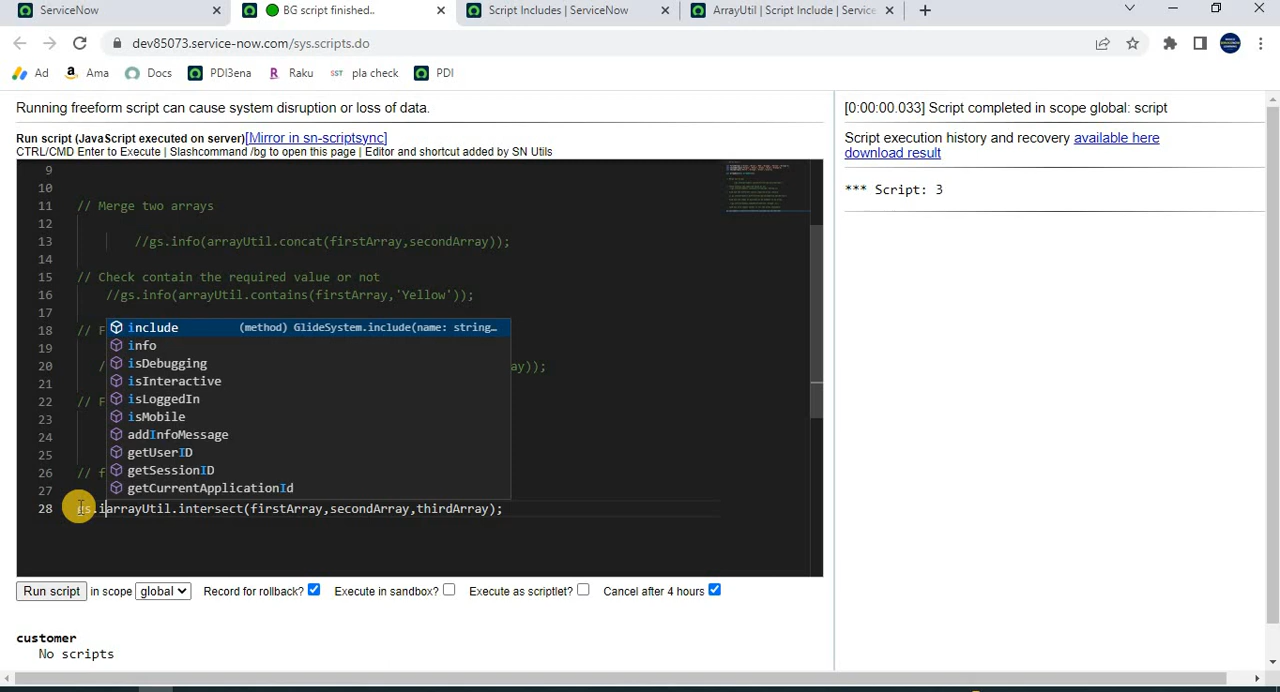 ServiceNow
BG script finished..
Script Includes | ServiceNow
ArrayUtil | Script Include | Service
dev85073.service-now.com/sys.scripts.do
Ad
Ama
Docs
PDI3ena
Raku
SST
pla check
PDI
Running freeform script can cause system disruption or loss of data.
Run script (JavaScript executed on server)[Mirror in sn-scriptsync]
CTRL/CMD Enter to Execute | Slashcommand /bg to open this page | Editor and shortcut added by SN Utils
9
10
11 // Merge two arrays
12
13 //gs.info(arrayUtil.concat(firstArray,secondArray));
14
15 // Check contain the required value or not
16 //gs.info(arrayUtil.contains(firstArray,'Yellow'));
17
18 // F
19
20 / ay));
21
22 // F
23
24
25
26 // f
27
28 gs.iarrayUtil.intersect(firstArray,secondArray,thirdArray);
include (method) GlideSystem.include(name: string…
info
isDebugging
isInteractive
isLoggedIn
isMobile
addInfoMessage
getUserID
getSessionID
getCurrentApplicationId
Run script in scope global Record for rollback? Execute in sandbox? Execute as scriptlet? Cancel after 4 hours
customer
No scripts
[0:00:00.033] Script completed in scope global: script
Script execution history and recovery available here
download result
*** Script: 3